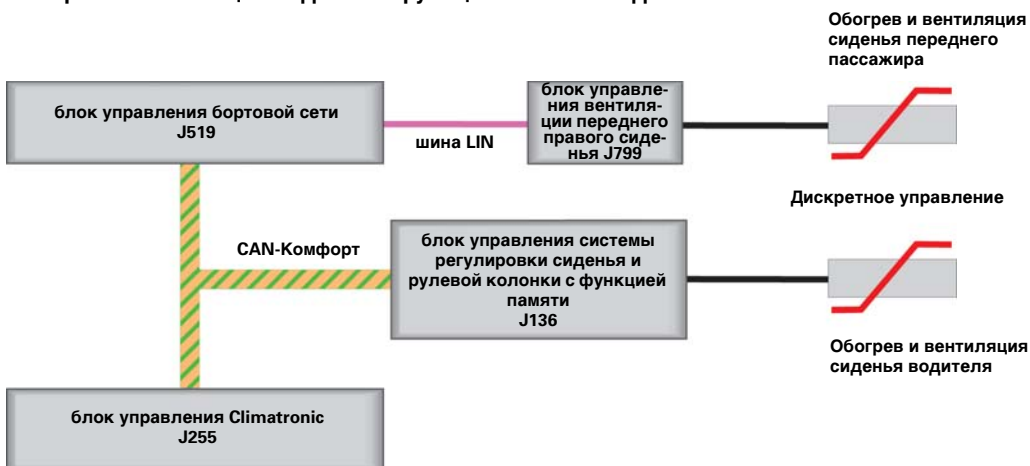 Обогрев и вентиляция
сиденья переднего
пассажира
блок управления бортовой сети
J519
шина LIN
блок управле-
ния вентиля-
ции переднего
правого сиде-
нья J799
Дискретное управление
CAN-Комфорт
блок управления системы
регулировки сиденья и
рулевой колонки с функцией
памяти
J136
Обогрев и вентиляция
сиденья водителя
блок управления Climatronic
J255